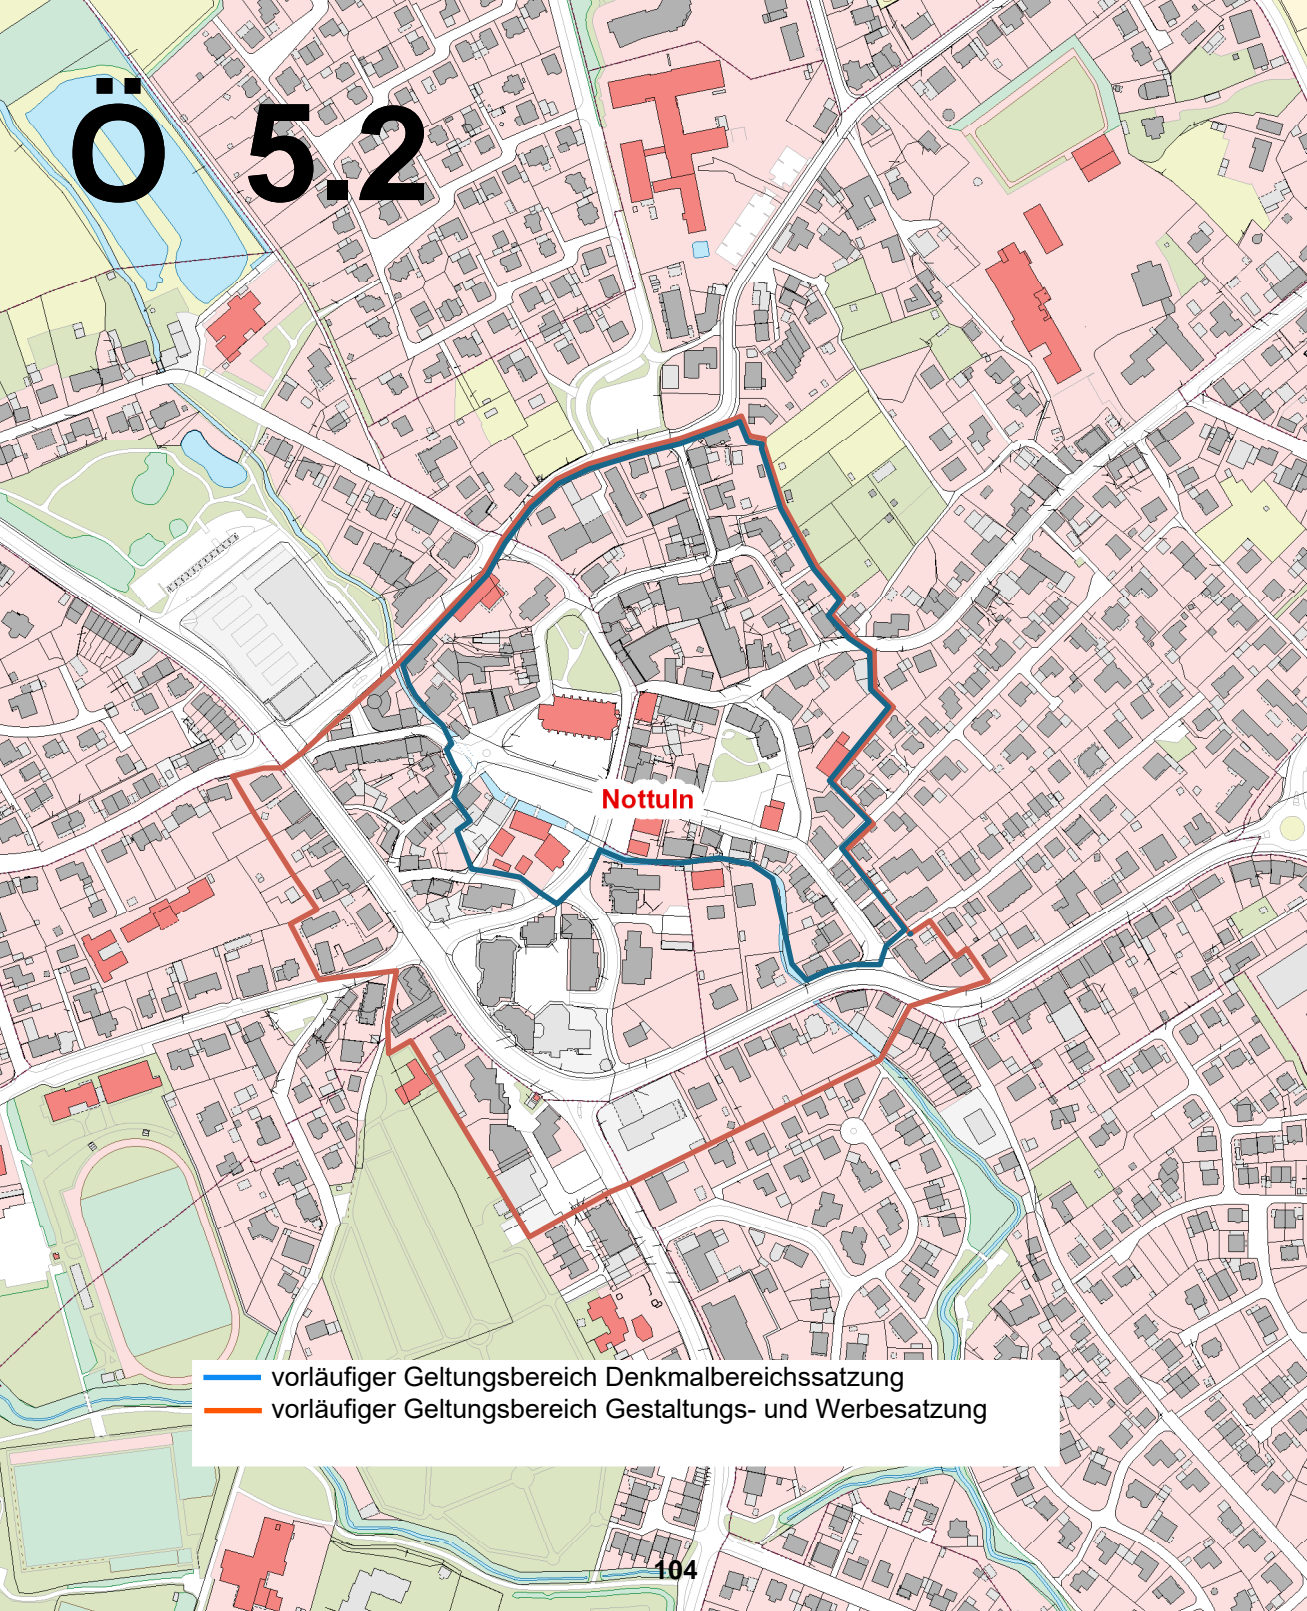 Ö 5.2
Nottuln
vorläufiger Geltungsbereich Denkmalbereichssatzung
vorläufiger Geltungsbereich Gestaltungs- und Werbesatzung
104